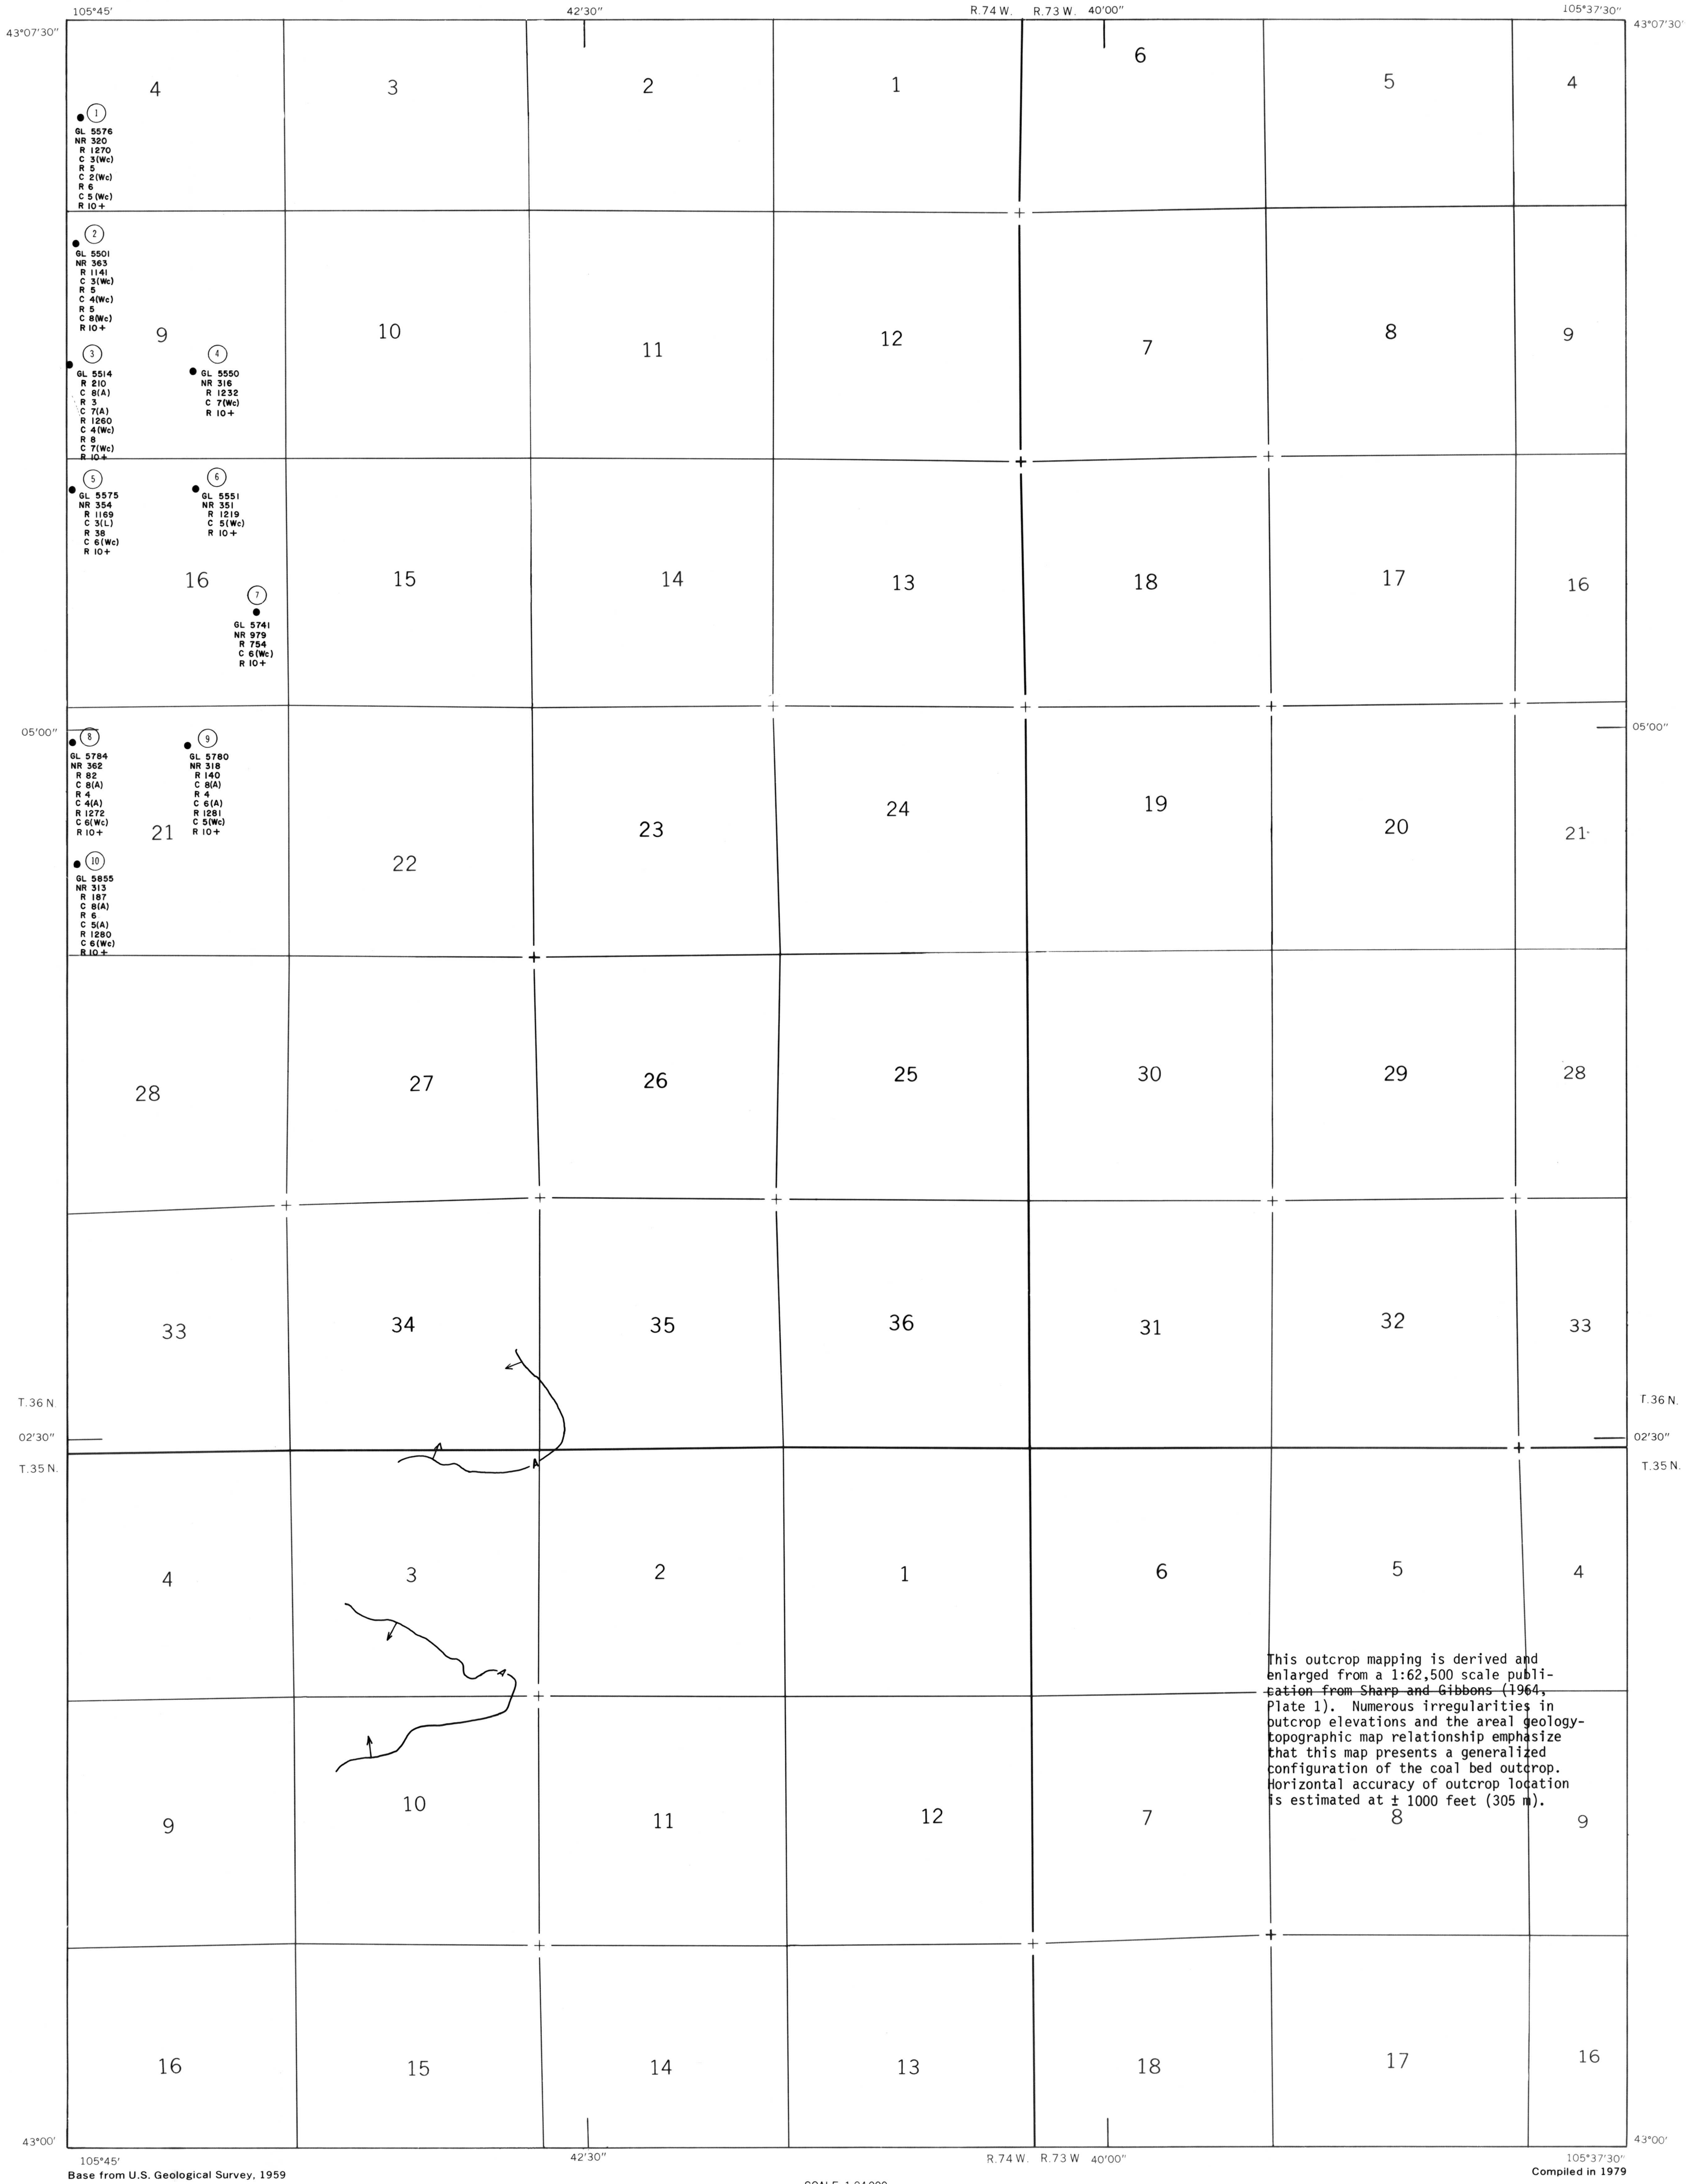 105°45' 42'30" R.74 W. R.73 W. 40'00" 105°37'30"
43°07'30" 43°07'30"
4 3 2 1 6 5 4
1
GL 5576
NR 320
R 1270
C 3(Wc)
R 5
C 2(Wc)
R 6
C 5(Wc)
R 10+
2
GL 5501
NR 363
R 1141
C 3(Wc)
R 5
C 4(Wc)
R 5
C 8(Wc)
R 10+
9 10 11 12 7 8 9
3
GL 5514
R 210
C 8(A)
R 3
C 7(A)
R 1260
C 4(Wc)
R 8
C 7(Wc)
R 10+
4
GL 5550
NR 316
R 1232
C 7(Wc)
R 10+
5
GL 5575
NR 354
R 1169
C 3(L)
R 38
C 6(Wc)
R 10+
6
GL 5551
NR 351
R 1219
C 5(Wc)
R 10+
16 15 14 13 18 17 16
7
GL 5741
NR 979
R 754
C 6(Wc)
R 10+
05'00" 05'00"
8
GL 5784
NR 362
R 82
C 8(A)
R 4
C 4(A)
R 1272
C 6(Wc)
R 10+
9
GL 5780
NR 318
R 140
C 8(A)
R 4
C 6(A)
R 1281
C 5(Wc)
R 10+
21 22 23 24 19 20 21
10
GL 5855
NR 313
R 187
C 8(A)
R 6
C 5(A)
R 1280
C 6(Wc)
R 10+
28 27 26 25 30 29 28
33 34 35 36 31 32 33
T.36 N. T.36 N.
02'30" 02'30"
T.35 N. A T.35 N.
4 3 2 1 6 5 4
A
This outcrop mapping is derived and
enlarged from a 1:62,500 scale publi-
cation from Sharp and Gibbons (1964,
Plate 1). Numerous irregularities in
outcrop elevations and the areal geology-
topographic map relationship emphasize
that this map presents a generalized
configuration of the coal bed outcrop.
Horizontal accuracy of outcrop location
is estimated at ± 1000 feet (305 m).
9 10 11 12 7 8 9
16 15 14 13 18 17 16
43°00' 43°00'
105°45' 42'30" R.74 W. R.73 W 40'00" 105°37'30"
Base from U.S. Geological Survey, 1959 Compiled in 1979